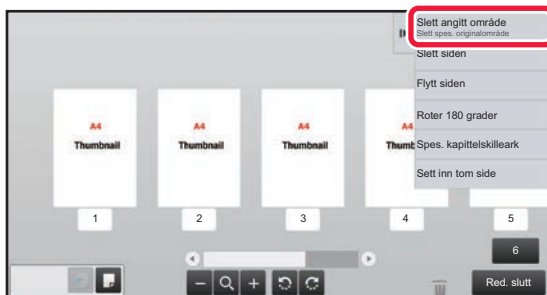 Slett angitt område
Slett spes. originalområde
Slett siden
Flytt siden
Roter 180 grader
Spes. kapittelskilleark
Sett inn tom side
A4
Thumbnail
A4
Thumbnail
A4
Thumbnail
A4
Thumb
1
2
3
4
5
6
Red. slutt